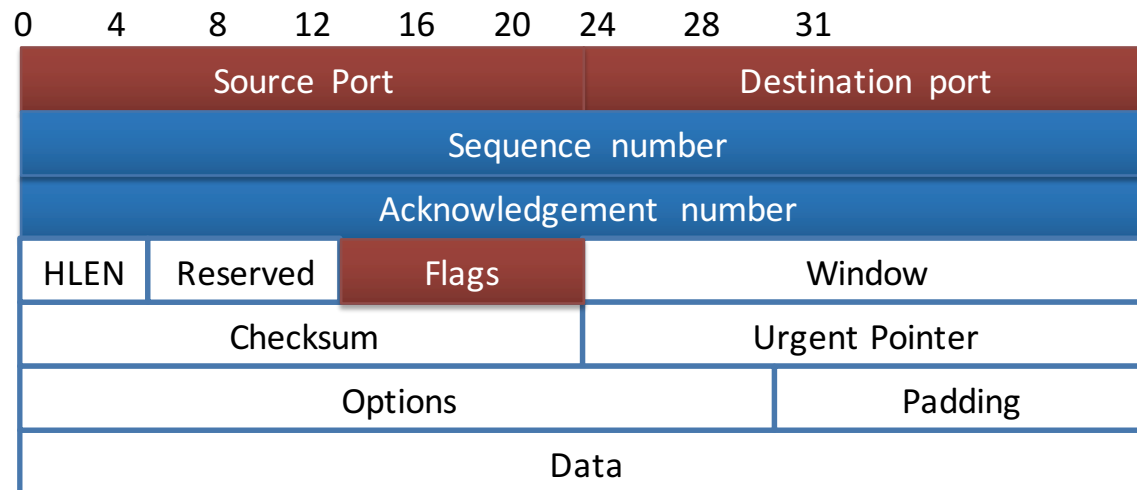 0 4 8 12 16 20 24 28 31
Source Port Destination port
Sequence number
Acknowledgement number
HLEN Reserved Flags Window
Checksum Urgent Pointer
Options Padding
Data